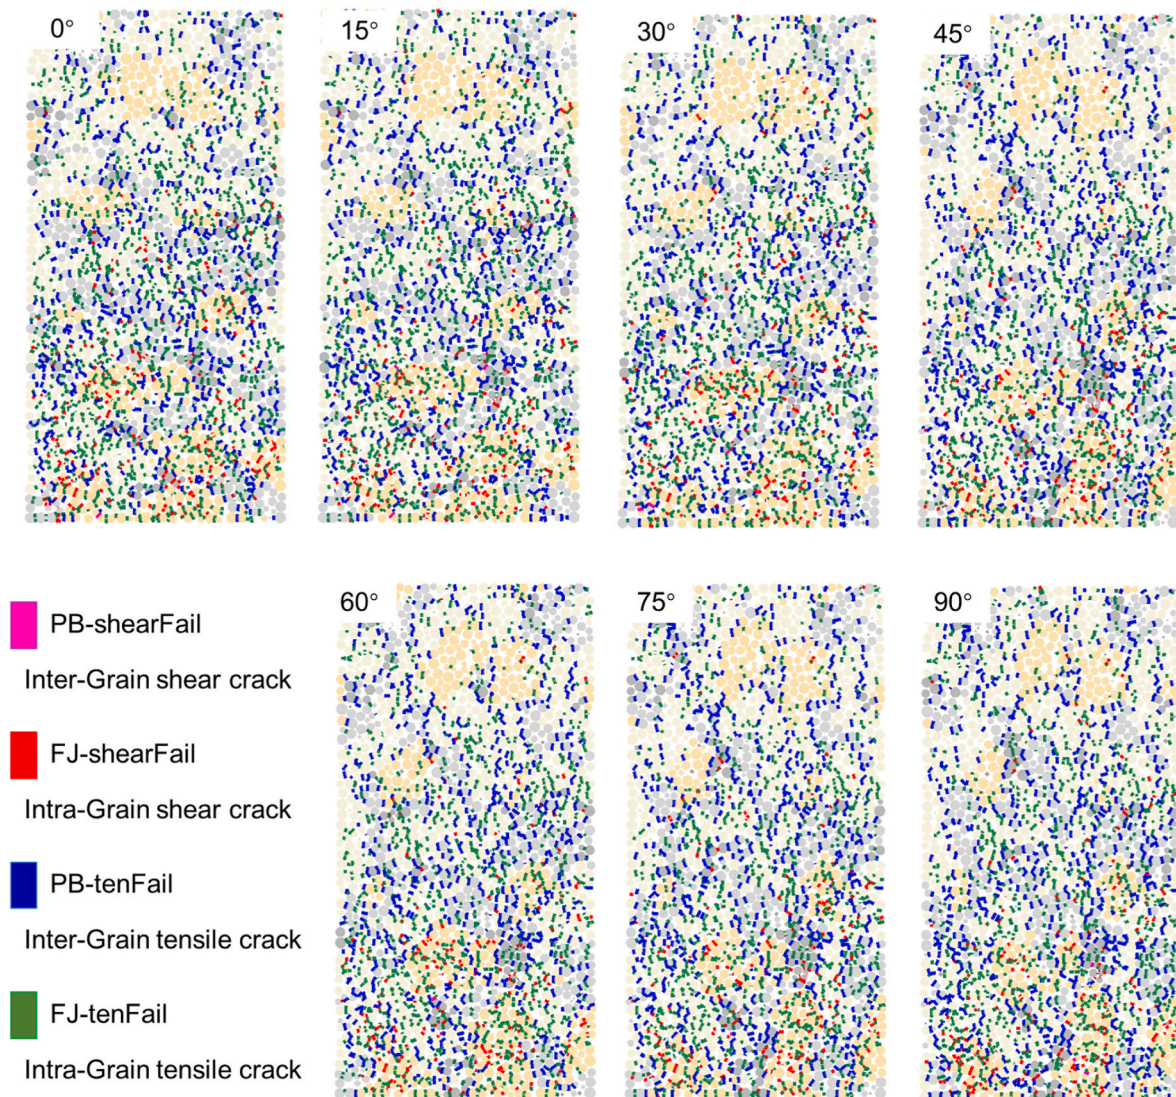 0°
15°
30°
45°
60°
75°
90°
PB-shearFail
Inter-Grain shear crack
FJ-shearFail
Intra-Grain shear crack
PB-tenFail
Inter-Grain tensile crack
FJ-tenFail
Intra-Grain tensile crack